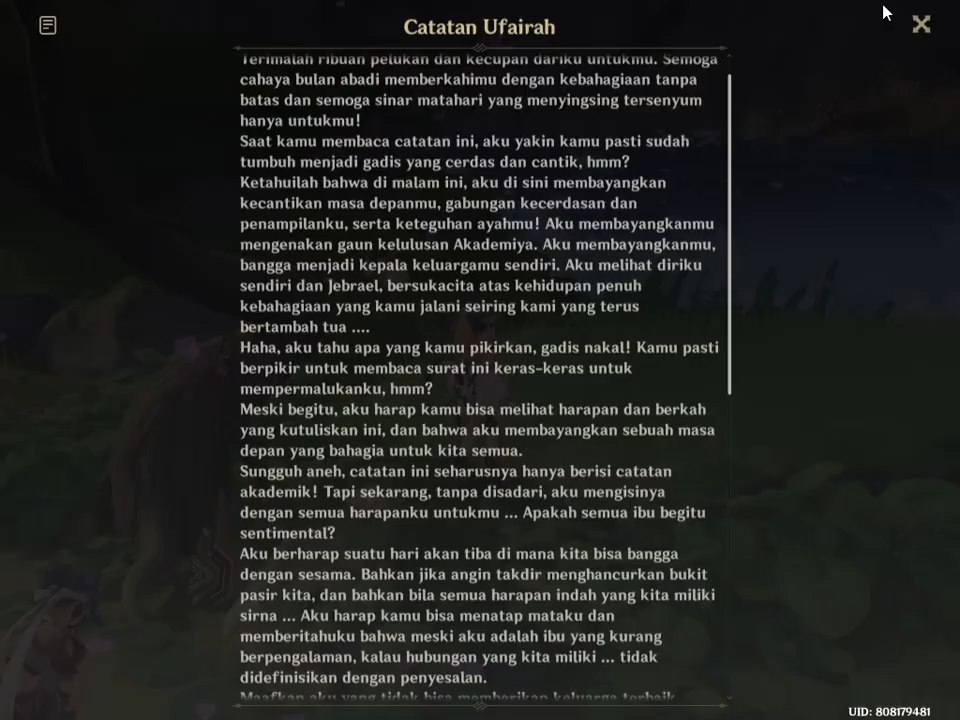 Catatan Ufairah
Terimalah ribuan pelukan dan kecupan dariku untukmu. Semoga
cahaya bulan abadi memberkahimu dengan kebahagiaan tanpa
batas dan semoga sinar matahari yang menyingsing tersenyum
hanya untukmu!
Saat kamu membaca catatan ini, aku yakin kamu pasti sudah
tumbuh menjadi gadis yang cerdas dan cantik, hmm?
Ketahuilah bahwa di malam ini, aku di sini membayangkan
kecantikan masa depanmu, gabungan kecerdasan dan
penampilanku, serta keteguhan ayahmu! Aku membayangkanmu
mengenakan gaun kelulusan Akademiya. Aku membayangkanmu,
bangga menjadi kepala keluargamu sendiri. Aku melihat diriku
sendiri dan Jebrael, bersukacita atas kehidupan penuh
kebahagiaan yang kamu jalani seiring kami yang terus
bertambah tua ....
Haha, aku tahu apa yang kamu pikirkan, gadis nakal! Kamu pasti
berpikir untuk membaca surat ini keras-keras untuk
mempermalukanku, hmm?
Meski begitu, aku harap kamu bisa melihat harapan dan berkah
yang kutuliskan ini, dan bahwa aku membayangkan sebuah masa
depan yang bahagia untuk kita semua.
Sungguh aneh, catatan ini seharusnya hanya berisi catatan
akademik! Tapi sekarang, tanpa disadari, aku mengisinya
dengan semua harapanku untukmu ... Apakah semua ibu begitu
sentimental?
Aku berharap suatu hari akan tiba di mana kita bisa bangga
dengan sesama. Bahkan jika angin takdir menghancurkan bukit
pasir kita, dan bahkan bila semua harapan indah yang kita miliki
sirna ... Aku harap kamu bisa menatap mataku dan
memberitahuku bahwa meski aku adalah ibu yang kurang
berpengalaman, kalau hubungan yang kita miliki ... tidak
didefinisikan dengan penyesalan.
Maafkan aku yang tidak bisa memberikan keluarga terbaik
UID: 808179481